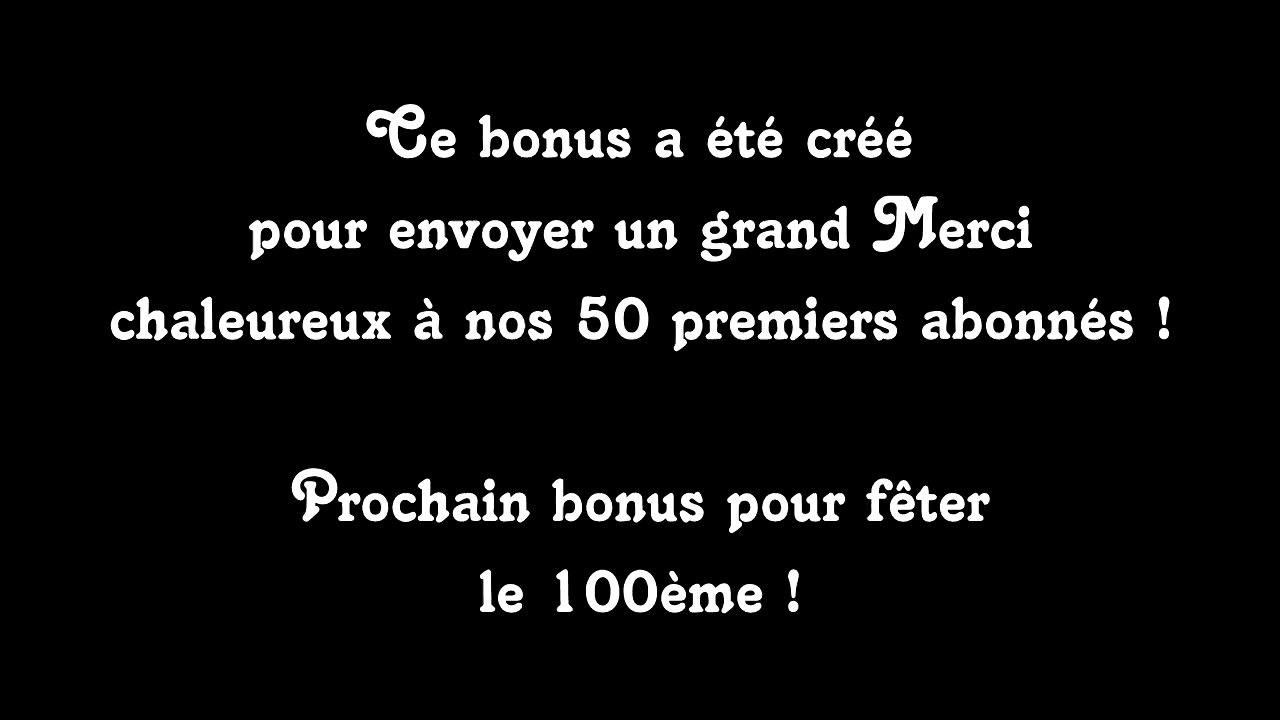 Ce bonus a été créé
pour envoyer un grand Merci
chaleureux à nos 50 premiers abonnés !
Prochain bonus pour fêter
le 100ème !